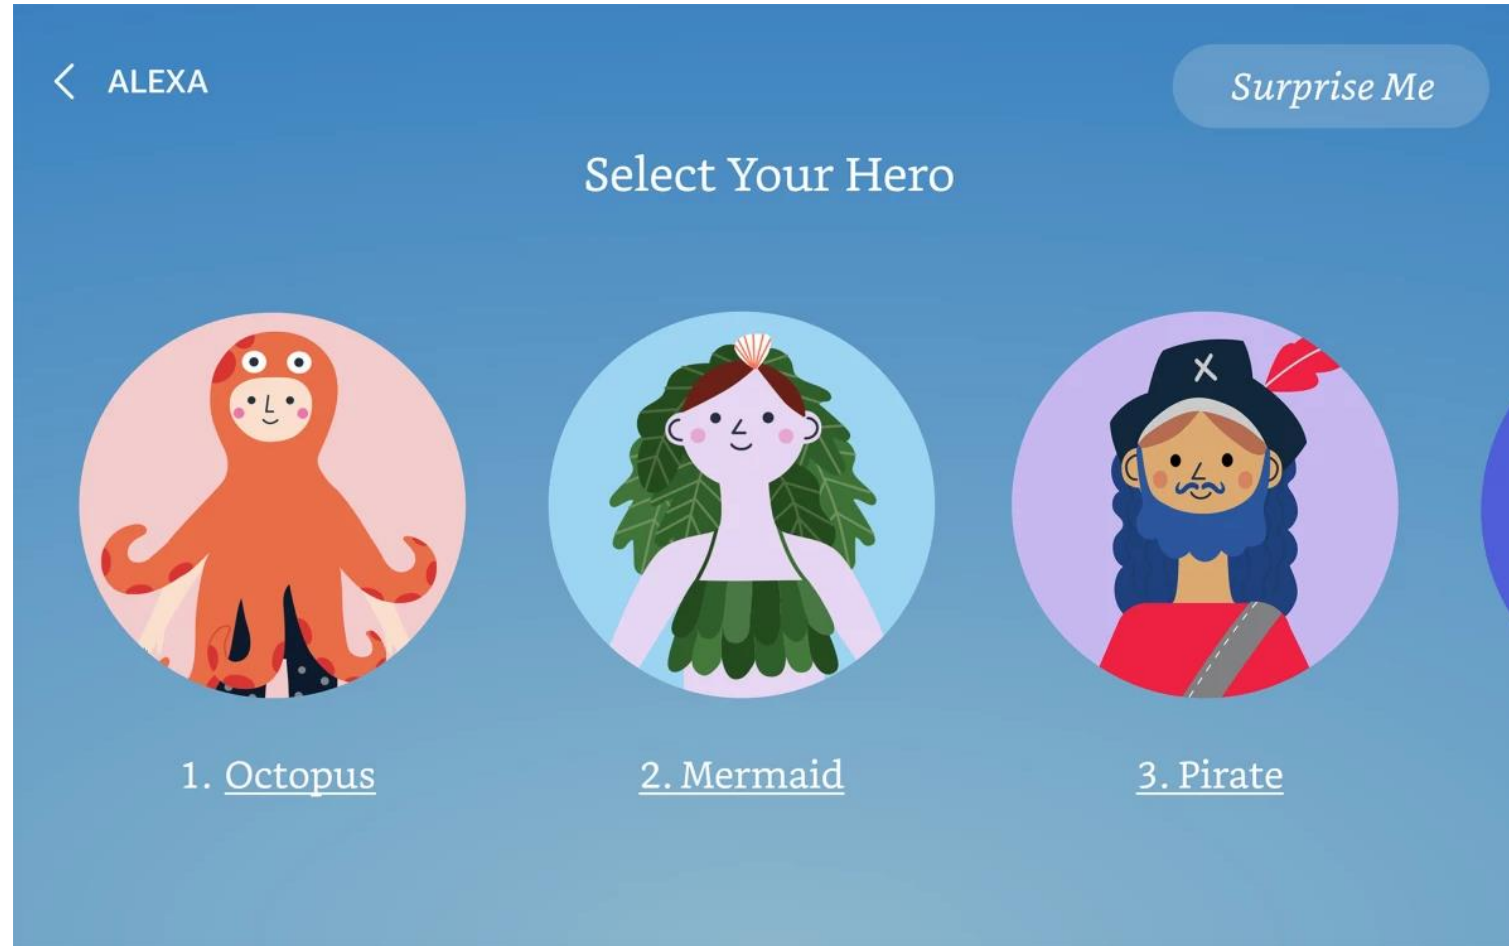 ALEXA
Surprise Me
Select Your Hero
1. Octopus
2. Mermaid
3. Pirate